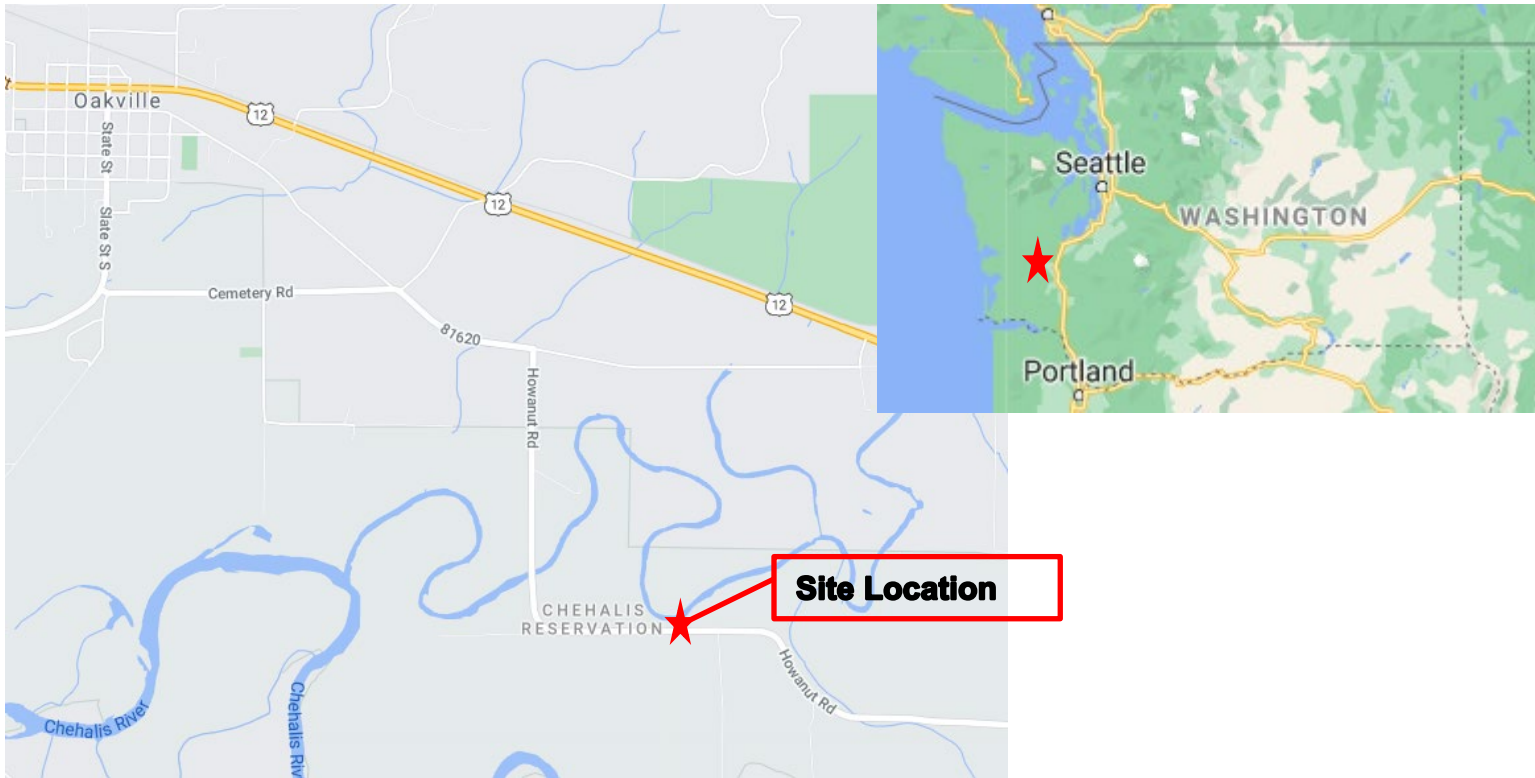 Oakville
12
State St
Slate St S
12
Cemetery Rd
81620
12
Howanut Rd
Site Location
CHEHALIS
RESERVATION
Howanut Rd
Chehalis River
Chehalis Riv
Seattle
WASHINGTON
Portland